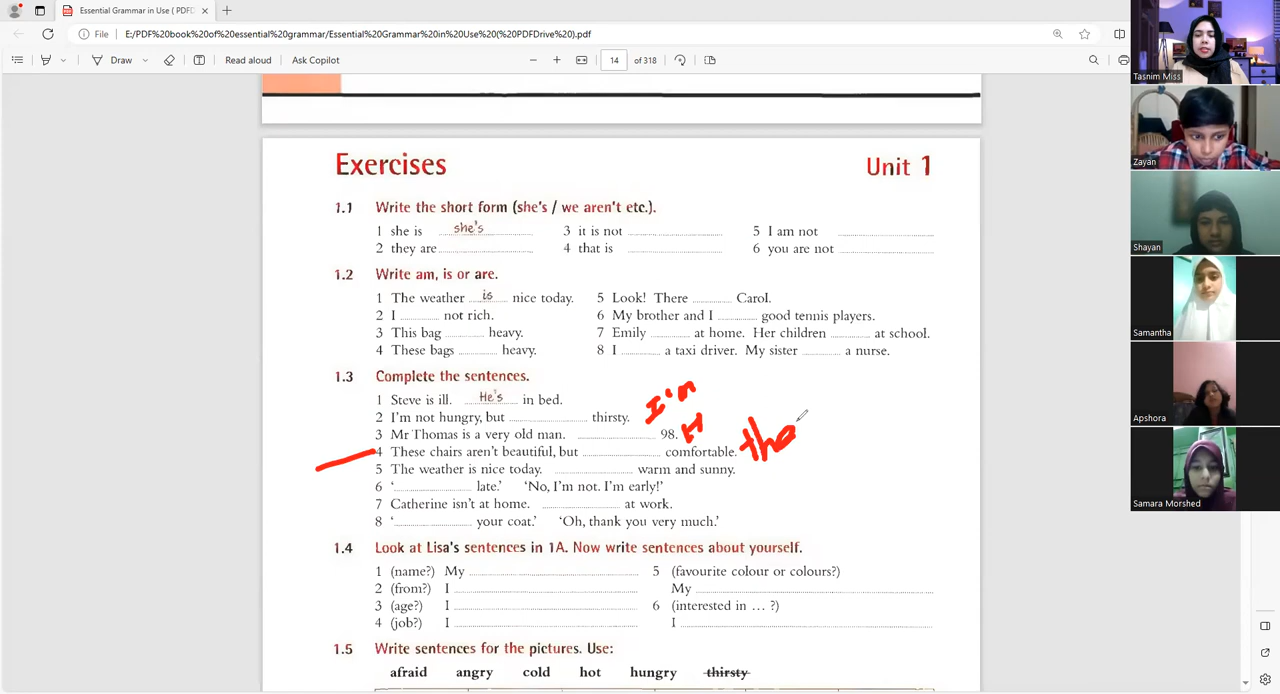 Essential Grammar in Use ( PDFD
File E:/PDF%20book%20of%20essential%20grammar/Essential%20Grammar%20in%20Use%20(%20PDFDrive%20).pdf
Draw Read aloud Ask Copilot 14 of 318
Exercises Unit 1
1.1 Write the short form (she's / we aren't etc.).
1 she is she's 3 it is not 5 I am not
2 they are 4 that is 6 you are not
1.2 Write am, is or are.
1 The weather is nice today. 5 Look! There Carol.
2 I not rich. 6 My brother and I good tennis players.
3 This bag heavy. 7 Emily at home. Her children at school.
4 These bags heavy. 8 I a taxi driver. My sister a nurse.
1.3 Complete the sentences.
1 Steve is ill. He's in bed.
2 I'm not hungry, but thirsty. I'm
3 Mr Thomas is a very old man. 98.
4 These chairs aren't beautiful, but comfortable. the
5 The weather is nice today. warm and sunny.
6 ' late.' 'No, I'm not. I'm early!'
7 Catherine isn't at home. at work.
8 ' your coat.' 'Oh, thank you very much.'
1.4 Look at Lisa's sentences in 1A. Now write sentences about yourself.
1 (name?) My 5 (favourite colour or colours?)
2 (from?) I My
3 (age?) I 6 (interested in ... ?)
4 (job?) I I
1.5 Write sentences for the pictures. Use:
afraid angry cold hot hungry thirsty
Tasnim Miss
Zayan
Shayan
Samantha
Apshora
Samara Morshed